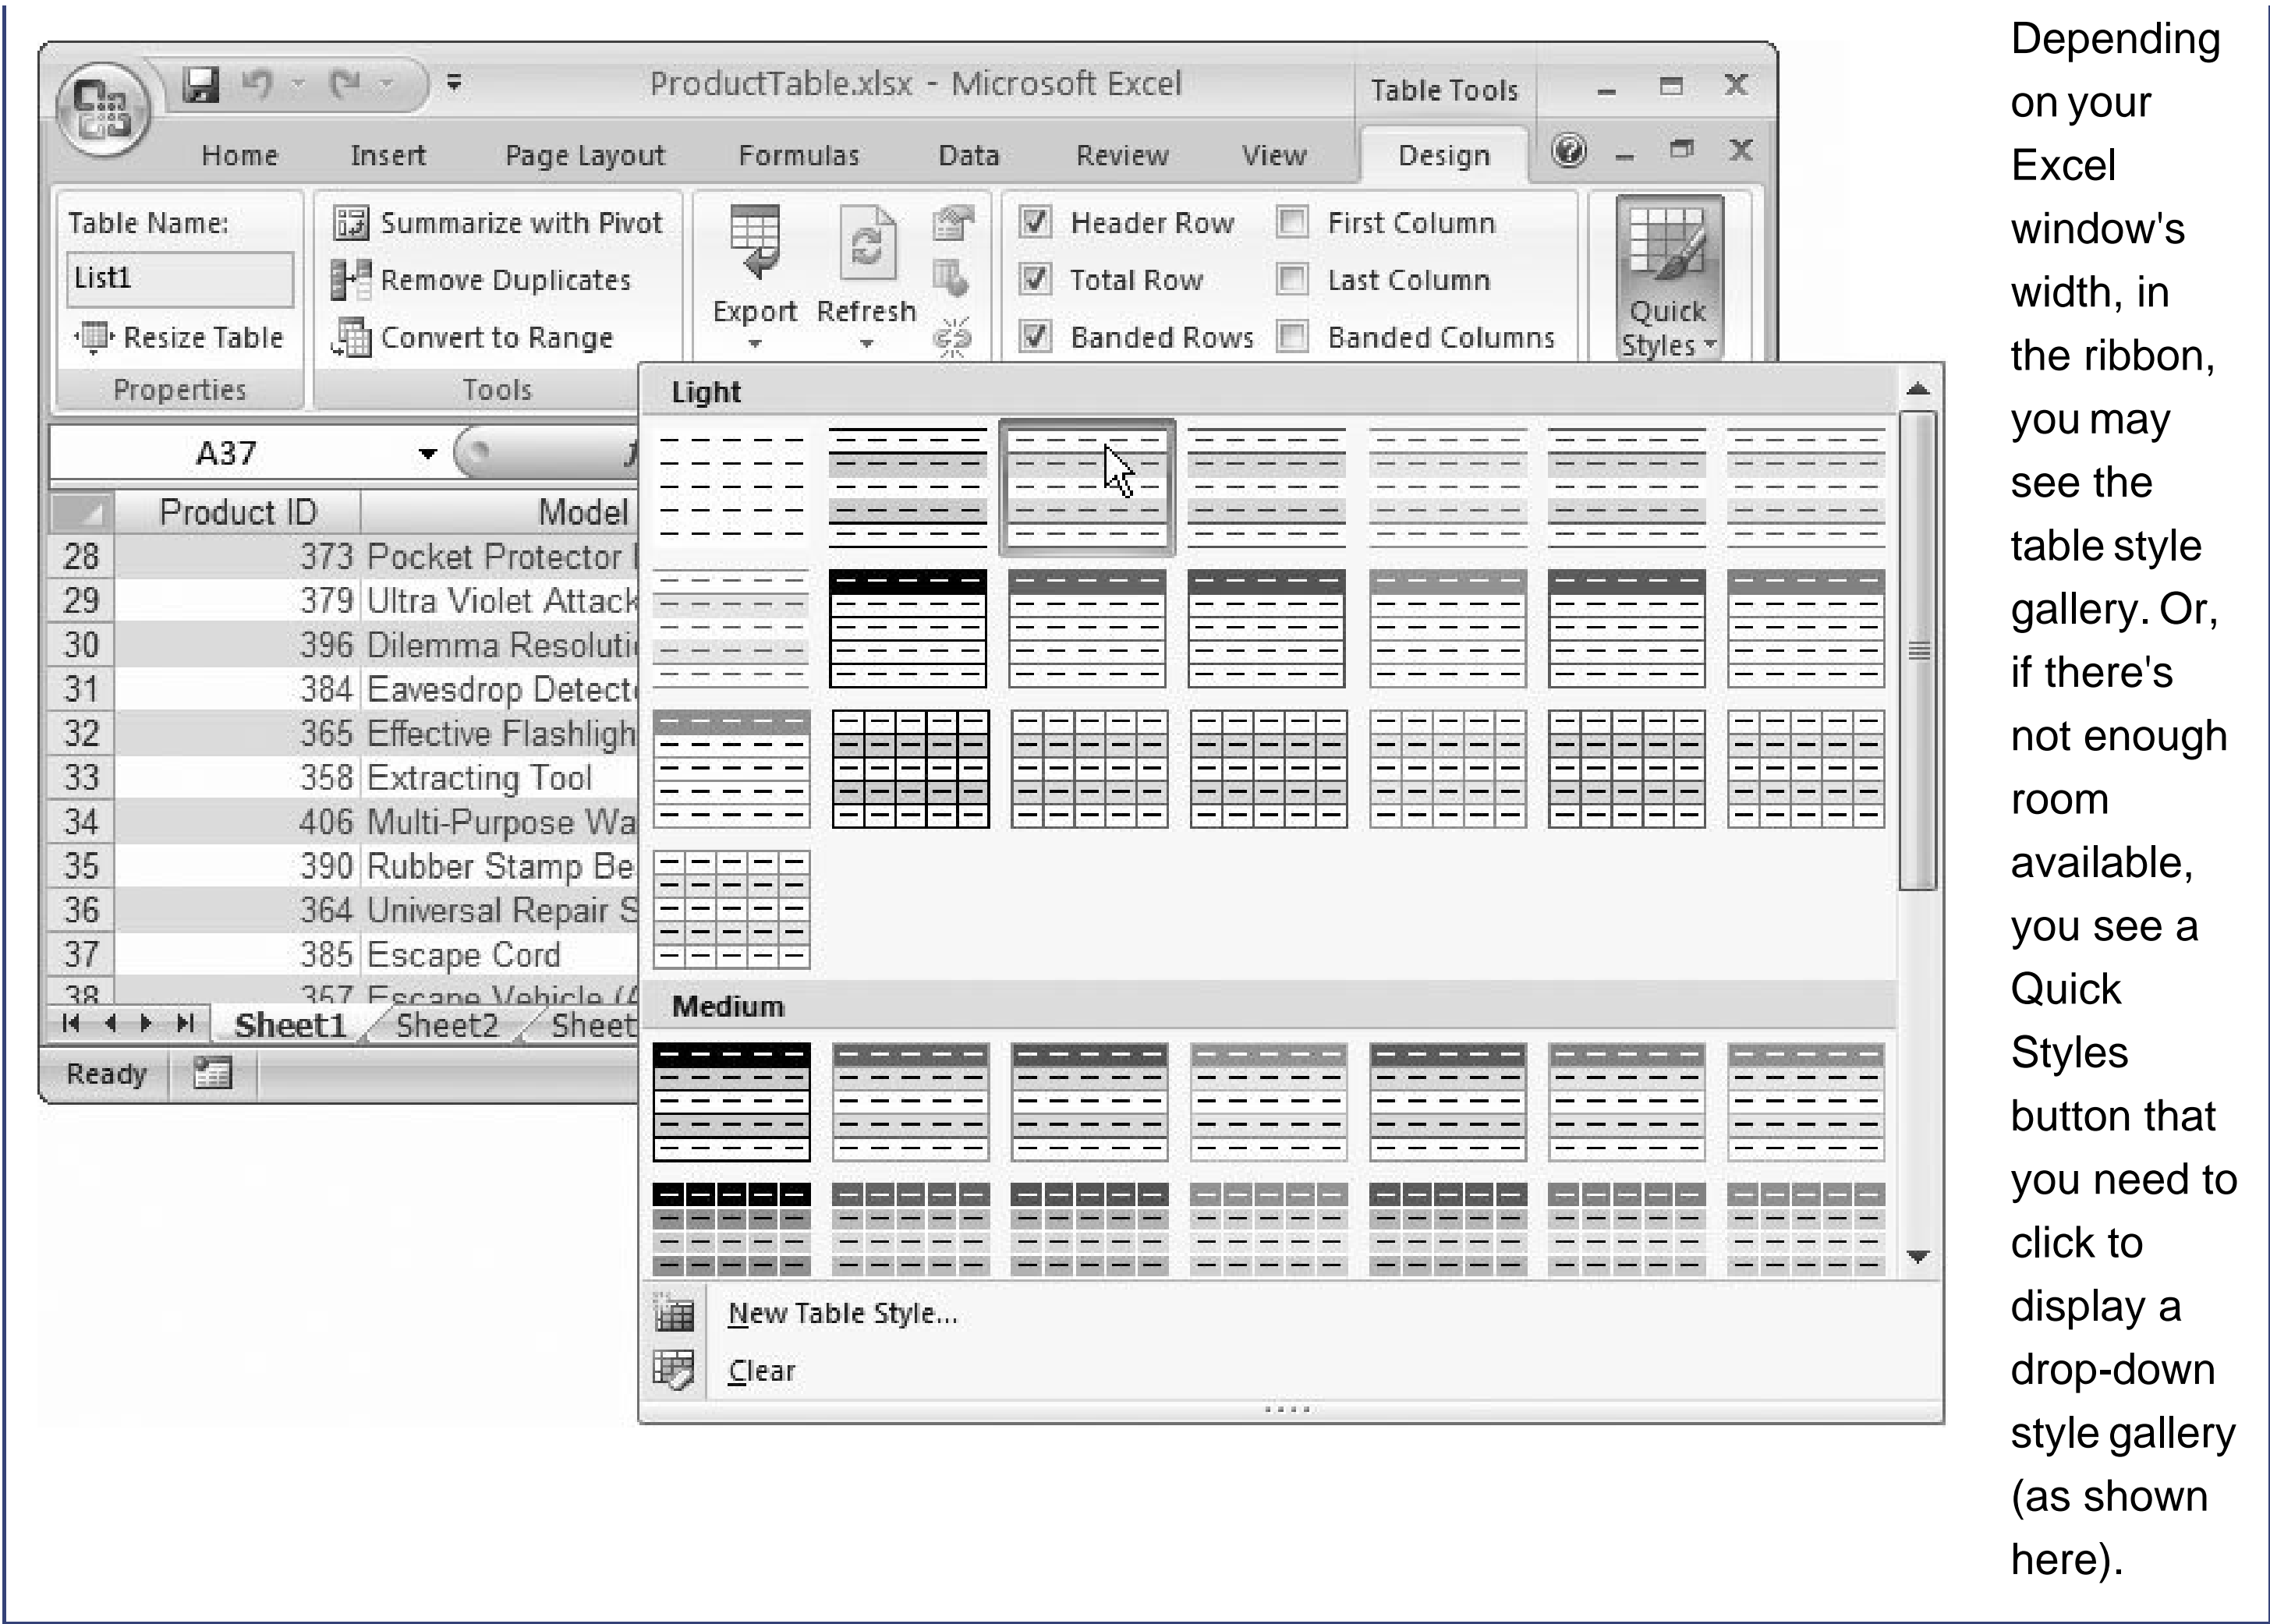 ProductTable.xlsx - Microsoft Excel
Table Tools
Home Insert Page Layout Formulas Data Review View Design
Table Name:
List1
Resize Table
Properties
Summarize with Pivot
Remove Duplicates
Convert to Range
Tools
Export Refresh
Header Row First Column
Total Row Last Column
Banded Rows Banded Columns
Quick
Styles
A37
Product ID Model
28 373 Pocket Protector
29 379 Ultra Violet Attack
30 396 Dilemma Resoluti
31 384 Eavesdrop Detect
32 365 Effective Flashligh
33 358 Extracting Tool
34 406 Multi-Purpose Wa
35 390 Rubber Stamp Be
36 364 Universal Repair S
37 385 Escape Cord
38 357 Escape Vehicle (A
Sheet1 Sheet2 Sheet
Ready
Light
Medium
New Table Style...
Clear
Depending
on your
Excel
window's
width, in
the ribbon,
you may
see the
table style
gallery. Or,
if there's
not enough
room
available,
you see a
Quick
Styles
button that
you need to
click to
display a
drop-down
style gallery
(as shown
here).